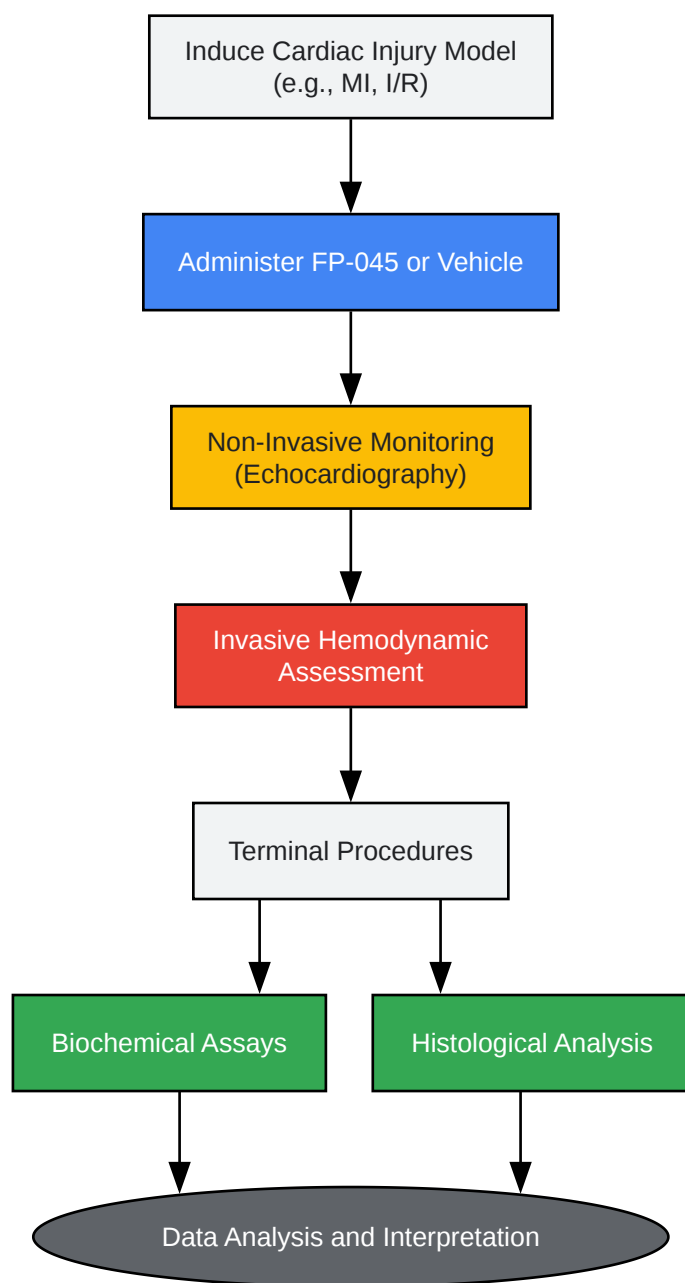 Induce Cardiac Injury Model
(e.g., MI, I/R)
Administer FP-045 or Vehicle
Non-Invasive Monitoring
(Echocardiography)
Invasive Hemodynamic
Assessment
Terminal Procedures
Biochemical Assays
Histological Analysis
Data Analysis and Interpretation